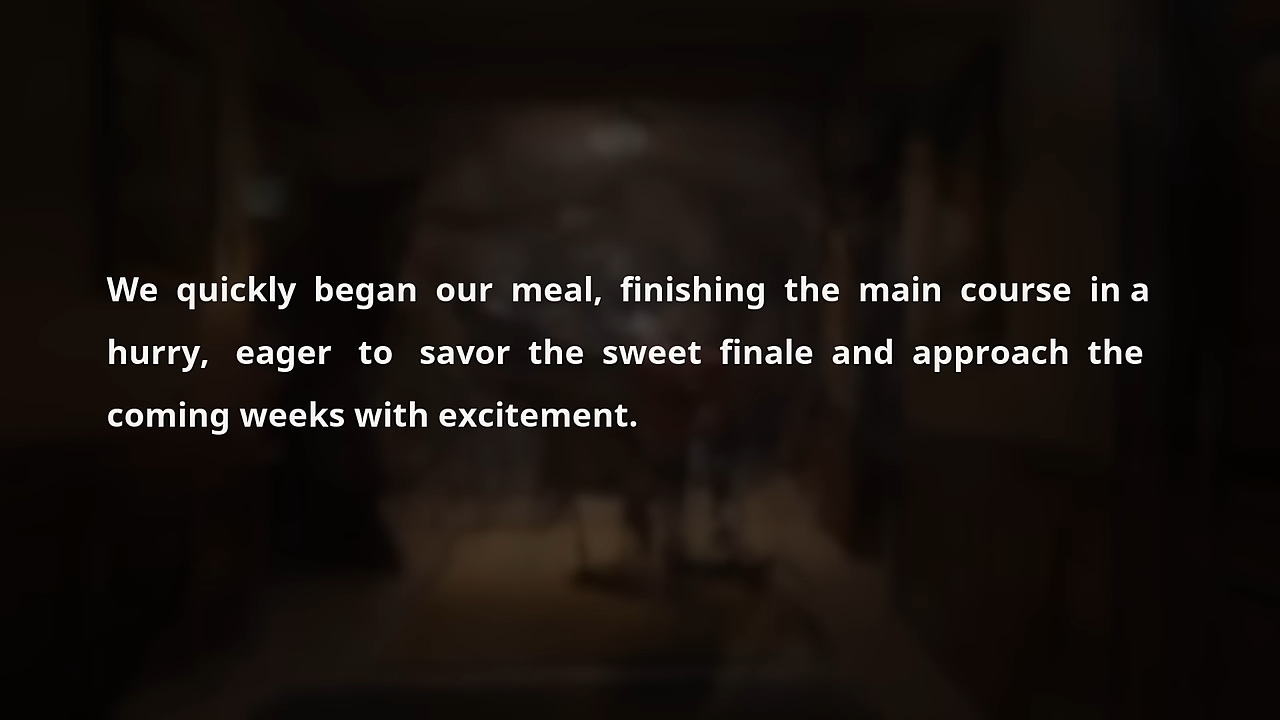 We quickly began our meal, finishing the main course in a
hurry, eager to savor the sweet finale and approach the
coming weeks with excitement.